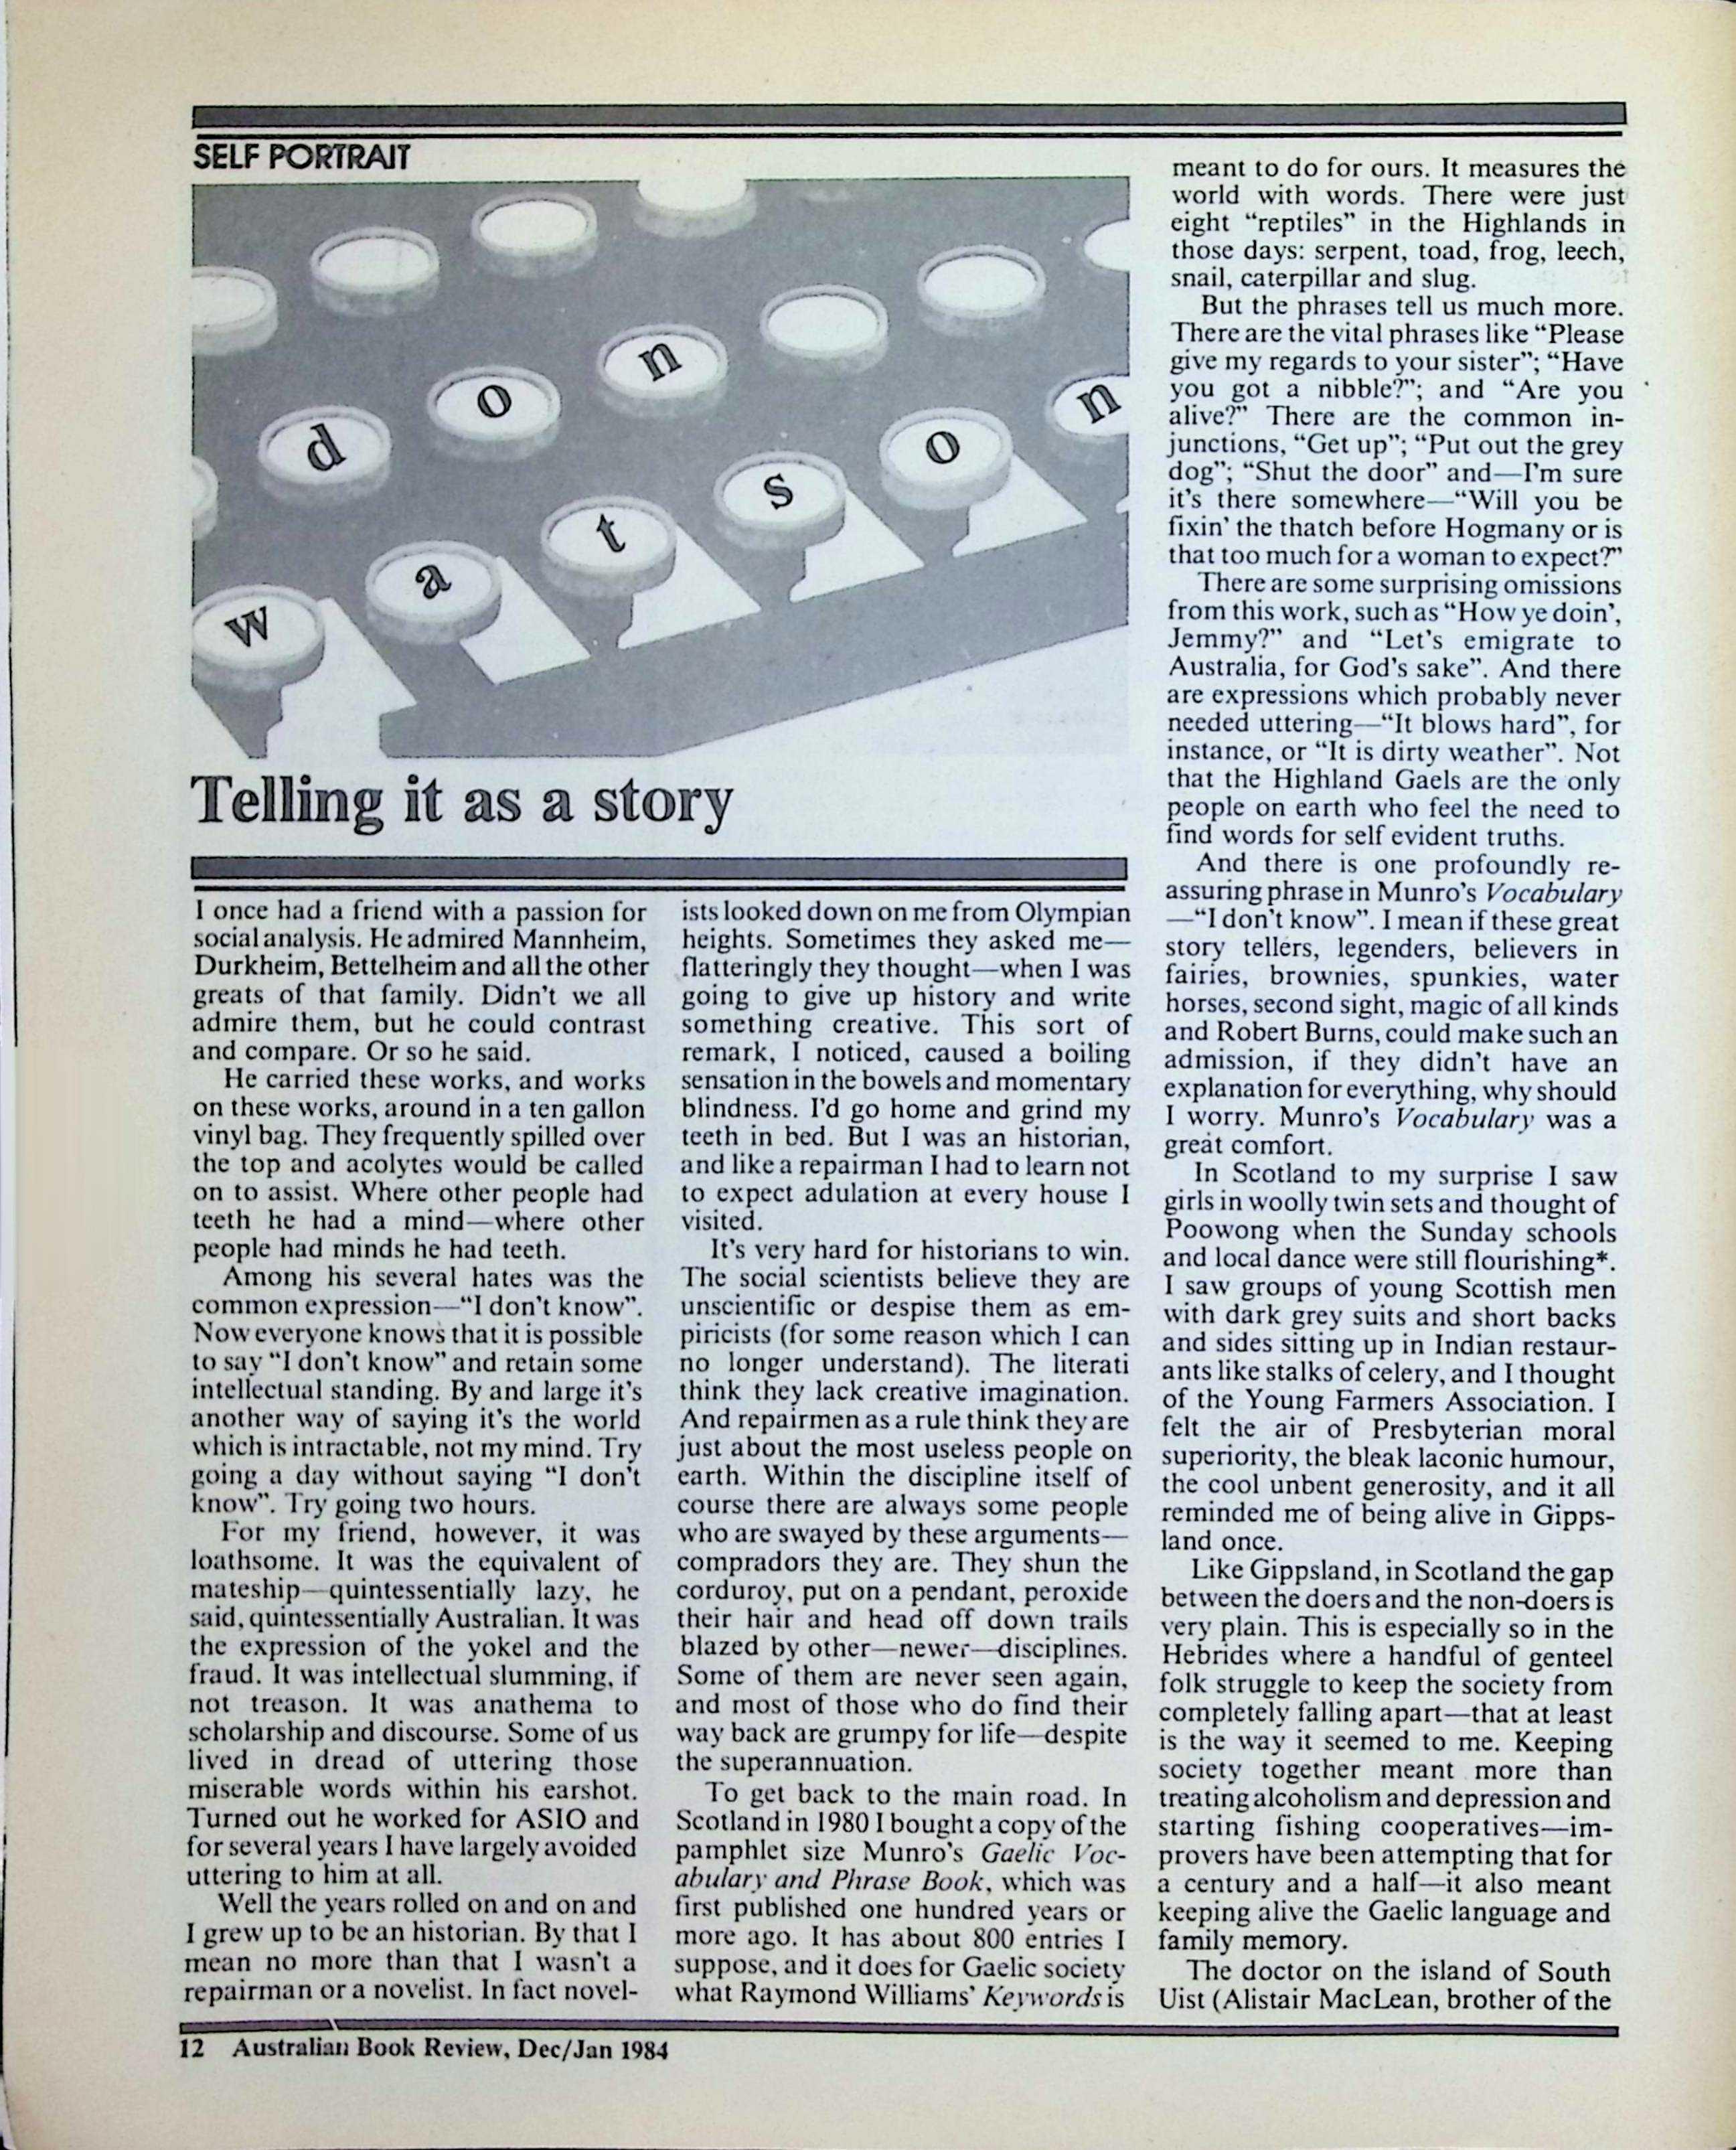 SELF PORTRAIT
d o n
w a t s o n
Telling it as a story
I once had a friend with a passion for
social analysis. He admired Mannheim,
Durkheim, Bettelheim and all the other
greats of that family. Didn't we all
admire them, but he could contrast
and compare. Or so he said.
He carried these works, and works
on these works, around in a ten gallon
vinyl bag. They frequently spilled over
the top and acolytes would be called
on to assist. Where other people had
teeth he had a mind—where other
people had minds he had teeth.
Among his several hates was the
common expression—“I don't know”.
Now everyone knows that it is possible
to say “I don't know” and retain some
intellectual standing. By and large it's
another way of saying it's the world
which is intractable, not my mind. Try
going a day without saying “I don't
know”. Try going two hours.
For my friend, however, it was
loathsome. It was the equivalent of
mateship—quintessentially lazy, he
said, quintessentially Australian. It was
the expression of the yokel and the
fraud. It was intellectual slumming, if
not treason. It was anathema to
scholarship and discourse. Some of us
lived in dread of uttering those
miserable words within his earshot.
Turned out he worked for ASIO and
for several years I have largely avoided
uttering to him at all.
Well the years rolled on and on and
I grew up to be an historian. By that I
mean no more than that I wasn't a
repairman or a novelist. In fact novel-
ists looked down on me from Olympian
heights. Sometimes they asked me—
flatteringly they thought—when I was
going to give up history and write
something creative. This sort of
remark, I noticed, caused a boiling
sensation in the bowels and momentary
blindness. I'd go home and grind my
teeth in bed. But I was an historian,
and like a repairman I had to learn not
to expect adulation at every house I
visited.
It's very hard for historians to win.
The social scientists believe they are
unscientific or despise them as em-
piricists (for some reason which I can
no longer understand). The literati
think they lack creative imagination.
And repairmen as a rule think they are
just about the most useless people on
earth. Within the discipline itself of
course there are always some people
who are swayed by these arguments—
compradors they are. They shun the
corduroy, put on a pendant, peroxide
their hair and head off down trails
blazed by other—newer—disciplines.
Some of them are never seen again,
and most of those who do find their
way back are grumpy for life—despite
the superannuation.
To get back to the main road. In
Scotland in 1980 I bought a copy of the
pamphlet size Munro's Gaelic Voc-
abulary and Phrase Book, which was
first published one hundred years or
more ago. It has about 800 entries I
suppose, and it does for Gaelic society
what Raymond Williams' Keywords is
meant to do for ours. It measures the
world with words. There were just
eight “reptiles” in the Highlands in
those days: serpent, toad, frog, leech,
snail, caterpillar and slug.
But the phrases tell us much more.
There are the vital phrases like “Please
give my regards to your sister”; “Have
you got a nibble?”; and “Are you
alive?” There are the common in-
junctions, “Get up”; “Put out the grey
dog”; “Shut the door” and—I'm sure
it's there somewhere—“Will you be
fixin' the thatch before Hogmany or is
that too much for a woman to expect?”
There are some surprising omissions
from this work, such as “How ye doin',
Jemmy?” and “Let's emigrate to
Australia, for God's sake”. And there
are expressions which probably never
needed uttering—“It blows hard”, for
instance, or “It is dirty weather”. Not
that the Highland Gaels are the only
people on earth who feel the need to
find words for self evident truths.
And there is one profoundly re-
assuring phrase in Munro's Vocabulary
—“I don't know”. I mean if these great
story tellers, legenders, believers in
fairies, brownies, spunkies, water
horses, second sight, magic of all kinds
and Robert Burns, could make such an
admission, if they didn't have an
explanation for everything, why should
I worry. Munro's Vocabulary was a
great comfort.
In Scotland to my surprise I saw
girls in woolly twin sets and thought of
Poowong when the Sunday schools
and local dance were still flourishing*.
I saw groups of young Scottish men
with dark grey suits and short backs
and sides sitting up in Indian restaur-
ants like stalks of celery, and I thought
of the Young Farmers Association. I
felt the air of Presbyterian moral
superiority, the bleak laconic humour,
the cool unbent generosity, and it all
reminded me of being alive in Gipps-
land once.
Like Gippsland, in Scotland the gap
between the doers and the non-doers is
very plain. This is especially so in the
Hebrides where a handful of genteel
folk struggle to keep the society from
completely falling apart—that at least
is the way it seemed to me. Keeping
society together meant more than
treating alcoholism and depression and
starting fishing cooperatives—im-
provers have been attempting that for
a century and a half—it also meant
keeping alive the Gaelic language and
family memory.
The doctor on the island of South
Uist (Alistair MacLean, brother of the
12 Australian Book Review, Dec/Jan 1984